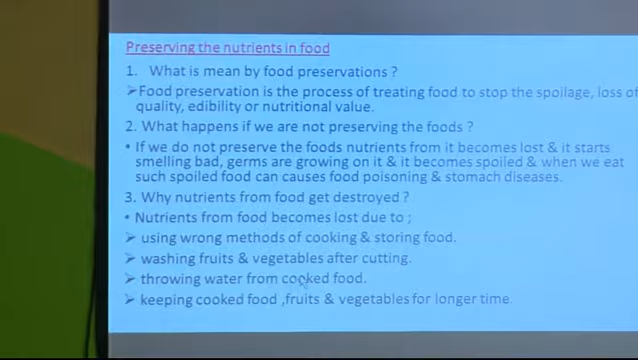 Preserving the nutrients in food
1. What is mean by food preservations ?
➢Food preservation is the process of treating food to stop the spoilage, loss of
quality, edibility or nutritional value.
2. What happens if we are not preserving the foods ?
• If we do not preserve the foods nutrients from it becomes lost & it starts
smelling bad, germs are growing on it & it becomes spoiled & when we eat
such spoiled food can causes food poisoning & stomach diseases.
3. Why nutrients from food get destroyed ?
• Nutrients from food becomes lost due to ;
➢ using wrong methods of cooking & storing food.
➢ washing fruits & vegetables after cutting.
➢ throwing water from cooked food.
➢ keeping cooked food ,fruits & vegetables for longer time.